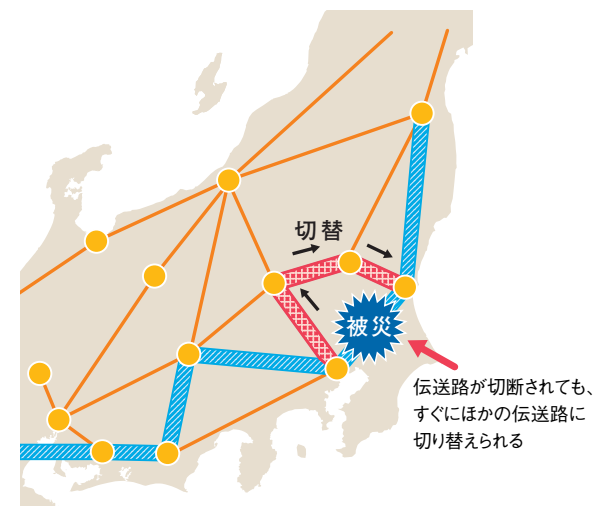 切替
被災
伝送路が切断されても、
すぐにほかの伝送路に
切り替えられる